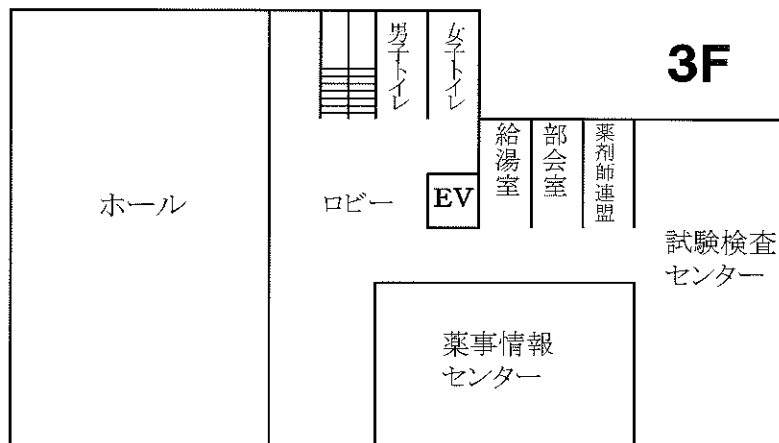 男子トイレ
女子トイレ
3F
給湯室
部会室
薬剤師連盟
ホール
ロビー
EV
試験検査
センター
薬事情報
センター